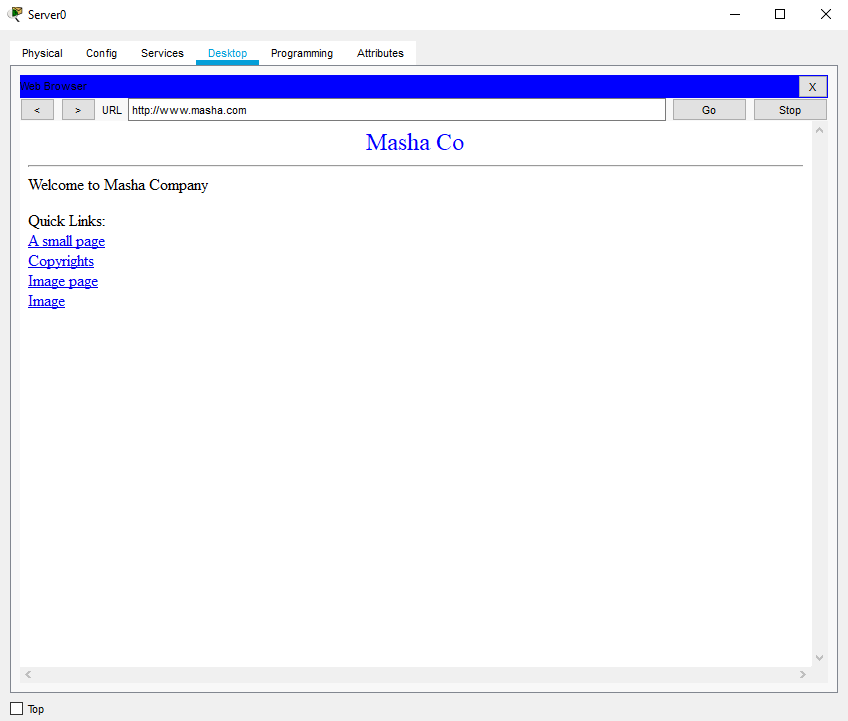 Server0
Physical Config Services Desktop Programming Attributes
Web Browser X
< > URL http://www.masha.com Go Stop
Masha Co
Welcome to Masha Company
Quick Links:
A small page
Copyrights
Image page
Image
Top